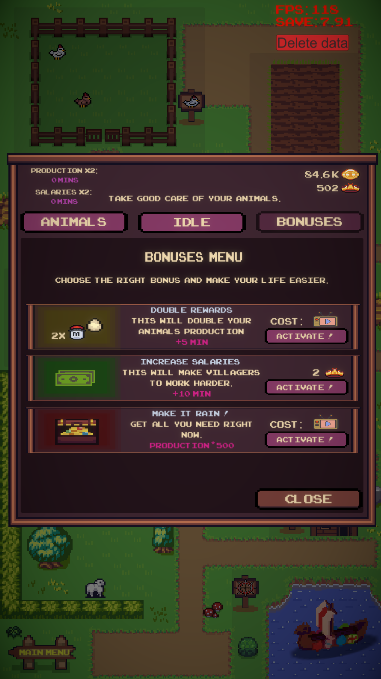 FPS: 118
SAVE: 7.9!
Delete data
PRODUCTION X2:
0 MINS
84.6K
SALARIES X2:
0 MINS
502
TAKE GOOD CARE OF YOUR ANIMALS.
ANIMALS IDLE BONUSES
BONUSES MENU
CHOOSE THE RIGHT BONUS AND MAKE YOUR LIFE EASIER.
DOUBLE REWARDS
2X
THIS WILL DOUBLE YOUR
ANIMALS PRODUCTION
+5 MIN
COST:
ACTIVATE !
INCREASE SALARIES
THIS WILL MAKE VILLAGERS
TO WORK HARDER.
+10 MIN
2
ACTIVATE !
MAKE IT RAIN !
GET ALL YOU NEED RIGHT
NOW.
PRODUCTION*500
COST:
ACTIVATE !
CLOSE
MAIN MENU